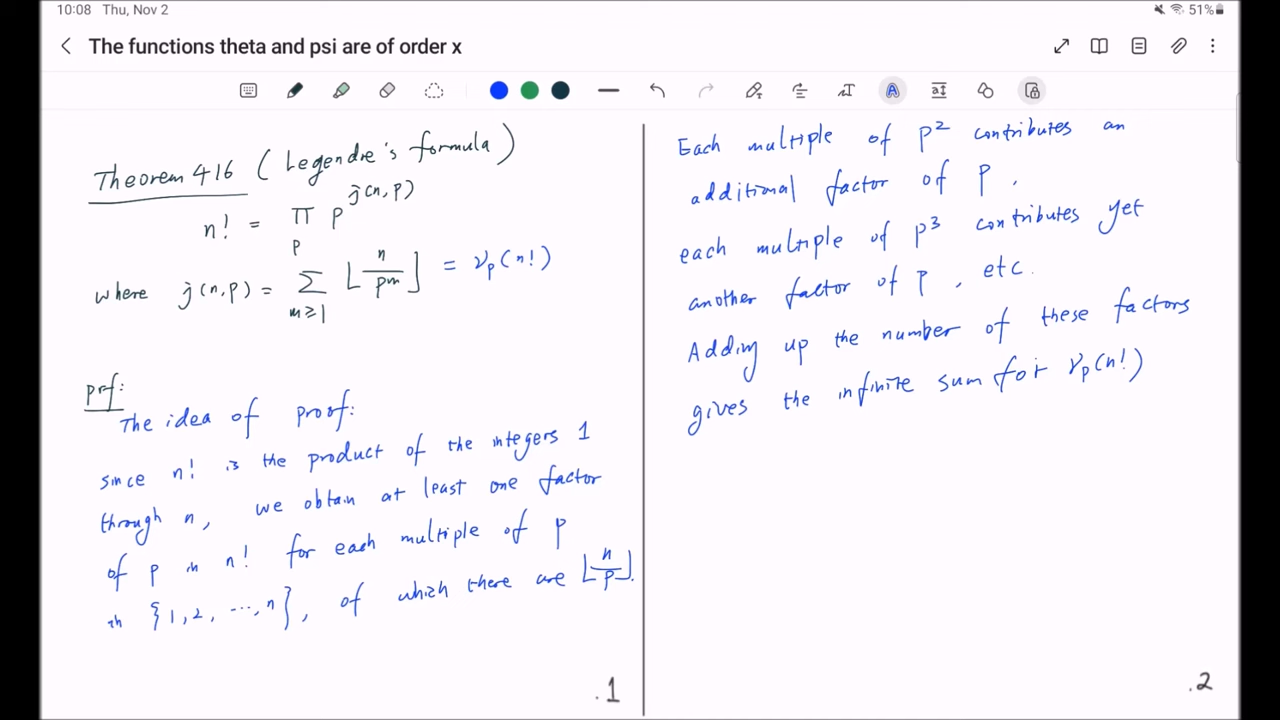 10:08 Thu, Nov 2
51%
The functions theta and psi are of order x
Theorem 416 (Legendre's formula)
n! = Π_p p^{j(n,p)}
where j(n,p) = Σ_{m≥1} ⌊n/p^m⌋ = ν_p(n!)
prf:
The idea of proof:
since n! is the product of the integers 1
through n, we obtain at least one factor
of p in n! for each multiple of p
in {1, 2, ..., n}, of which there are ⌊n/p⌋.
.1
Each multiple of p² contributes an
additional factor of p.
each multiple of p³ contributes yet
another factor of p, etc.
Adding up the number of these factors
gives the infinite sum for ν_p(n!)
.2